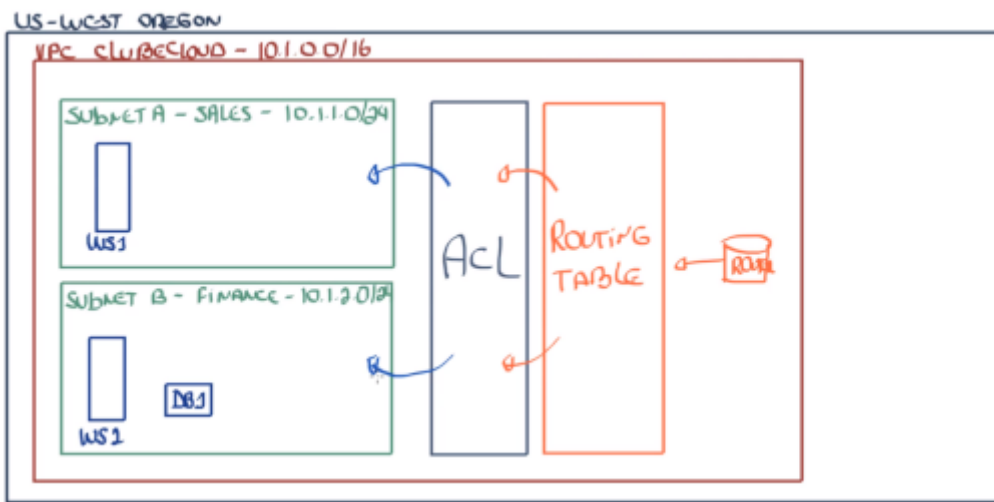 US-WEST OREGON
VPC CLUBECLOUD - 10.1.0.0/16
SUBNET A - SALES - 10.1.1.0/24
WS1
SUBNET B - FINANCE - 10.1.2.0/24
WS2
DB1
ACL
ROUTING
TABLE